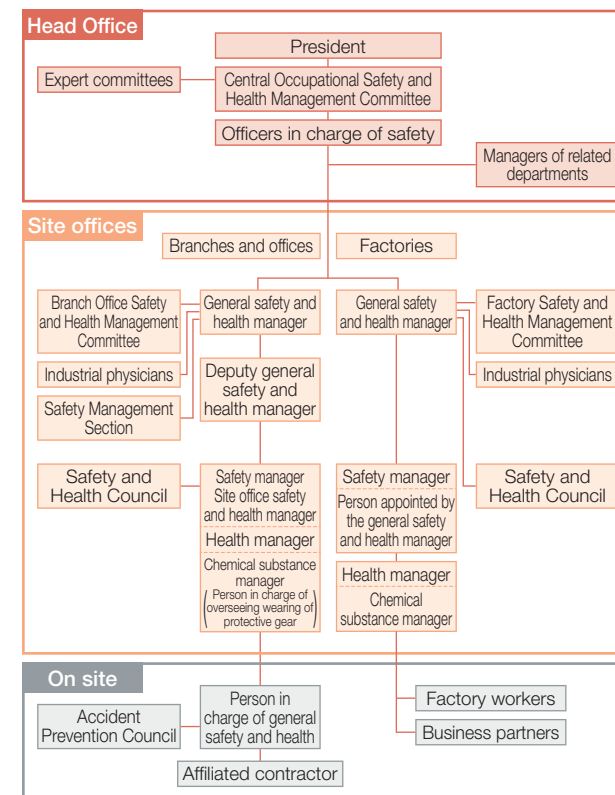 Head Office
President
Expert committees
Central Occupational Safety and
Health Management Committee
Officers in charge of safety
Managers of related
departments
Site offices
Branches and offices
Factories
Branch Office Safety
and Health Management
Committee
General safety and
health manager
General safety
and health manager
Factory Safety and
Health Management
Committee
Industrial physicians
Deputy general
safety and
health manager
Industrial physicians
Safety Management
Section
Safety and
Health Council
Safety manager
Site office safety
and health manager
Health manager
Chemical substance
manager
(Person in charge of
overseeing wearing of
protective gear)
Safety manager
Person appointed by
the general safety
and health manager
Health manager
Chemical
substance manager
Safety and
Health Council
On site
Accident
Prevention Council
Person in
charge of general
safety and health
Affiliated contractor
Factory workers
Business partners